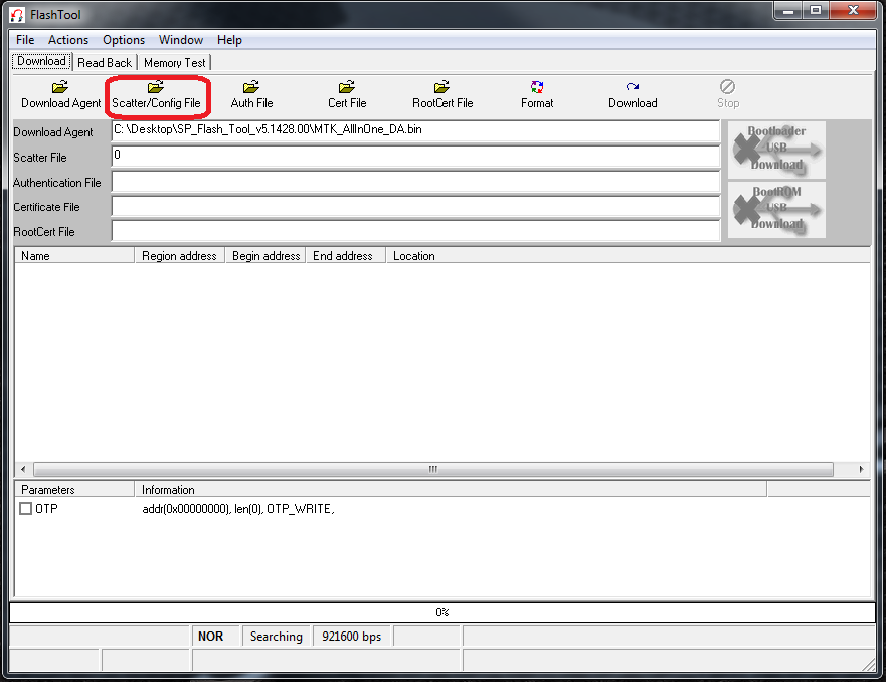 FlashTool
File Actions Options Window Help
Download Read Back Memory Test
Download Agent Scatter/Config File Auth File Cert File RootCert File Format Download Stop
Download Agent C:\Desktop\SP_Flash_Tool_v5.1428.00\MTK_AllInOne_DA.bin
Scatter File 0
Authentication File
Certificate File
RootCert File
Bootloader
USB
Download
BootROM
USB
Download
Name Region address Begin address End address Location
Parameters Information
OTP addr(0x00000000), len(0), OTP_WRITE,
0%
NOR Searching 921600 bps